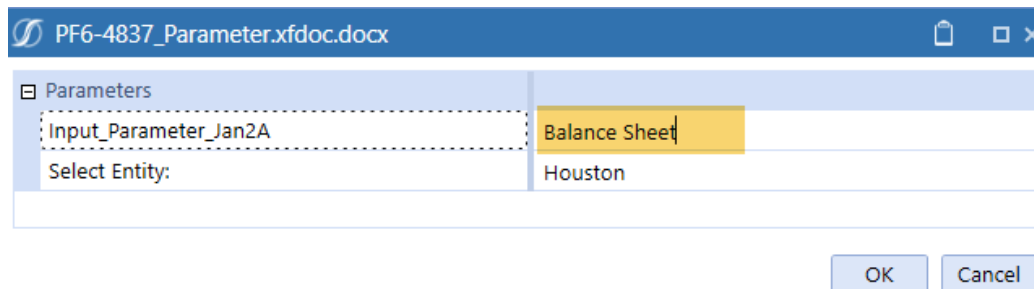 PF6-4837_Parameter.xfdoc.docx
Parameters
Input_Parameter_Jan2A Balance Sheet
Select Entity: Houston
OK Cancel